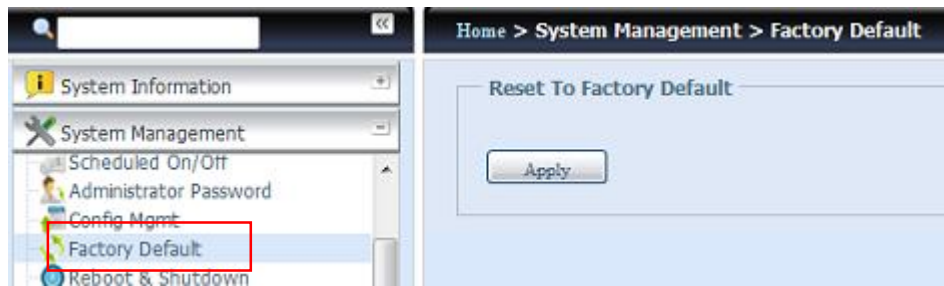 Home > System Management > Factory Default
System Information
System Management
Scheduled On/Off
Administrator Password
Config Mgmt
Factory Default
Reboot & Shutdown
Reset To Factory Default
Apply